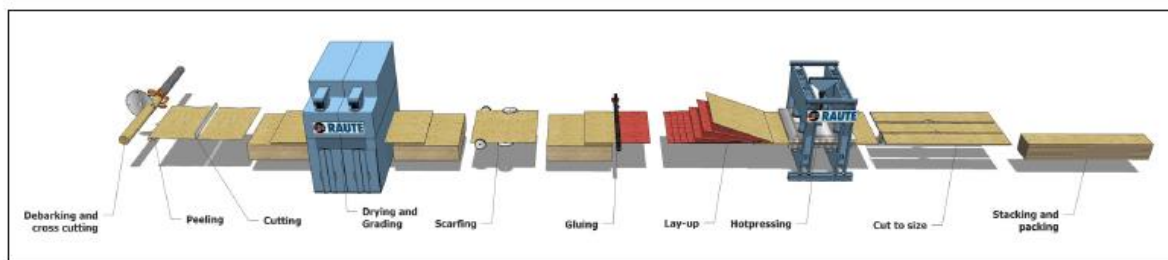 RAUTE
RAUTE
Debarking and
cross cutting
Peeling
Cutting
Drying and
Grading
Scarfing
Gluing
Lay-up
Hotpressing
Cut to size
Stacking and
packing